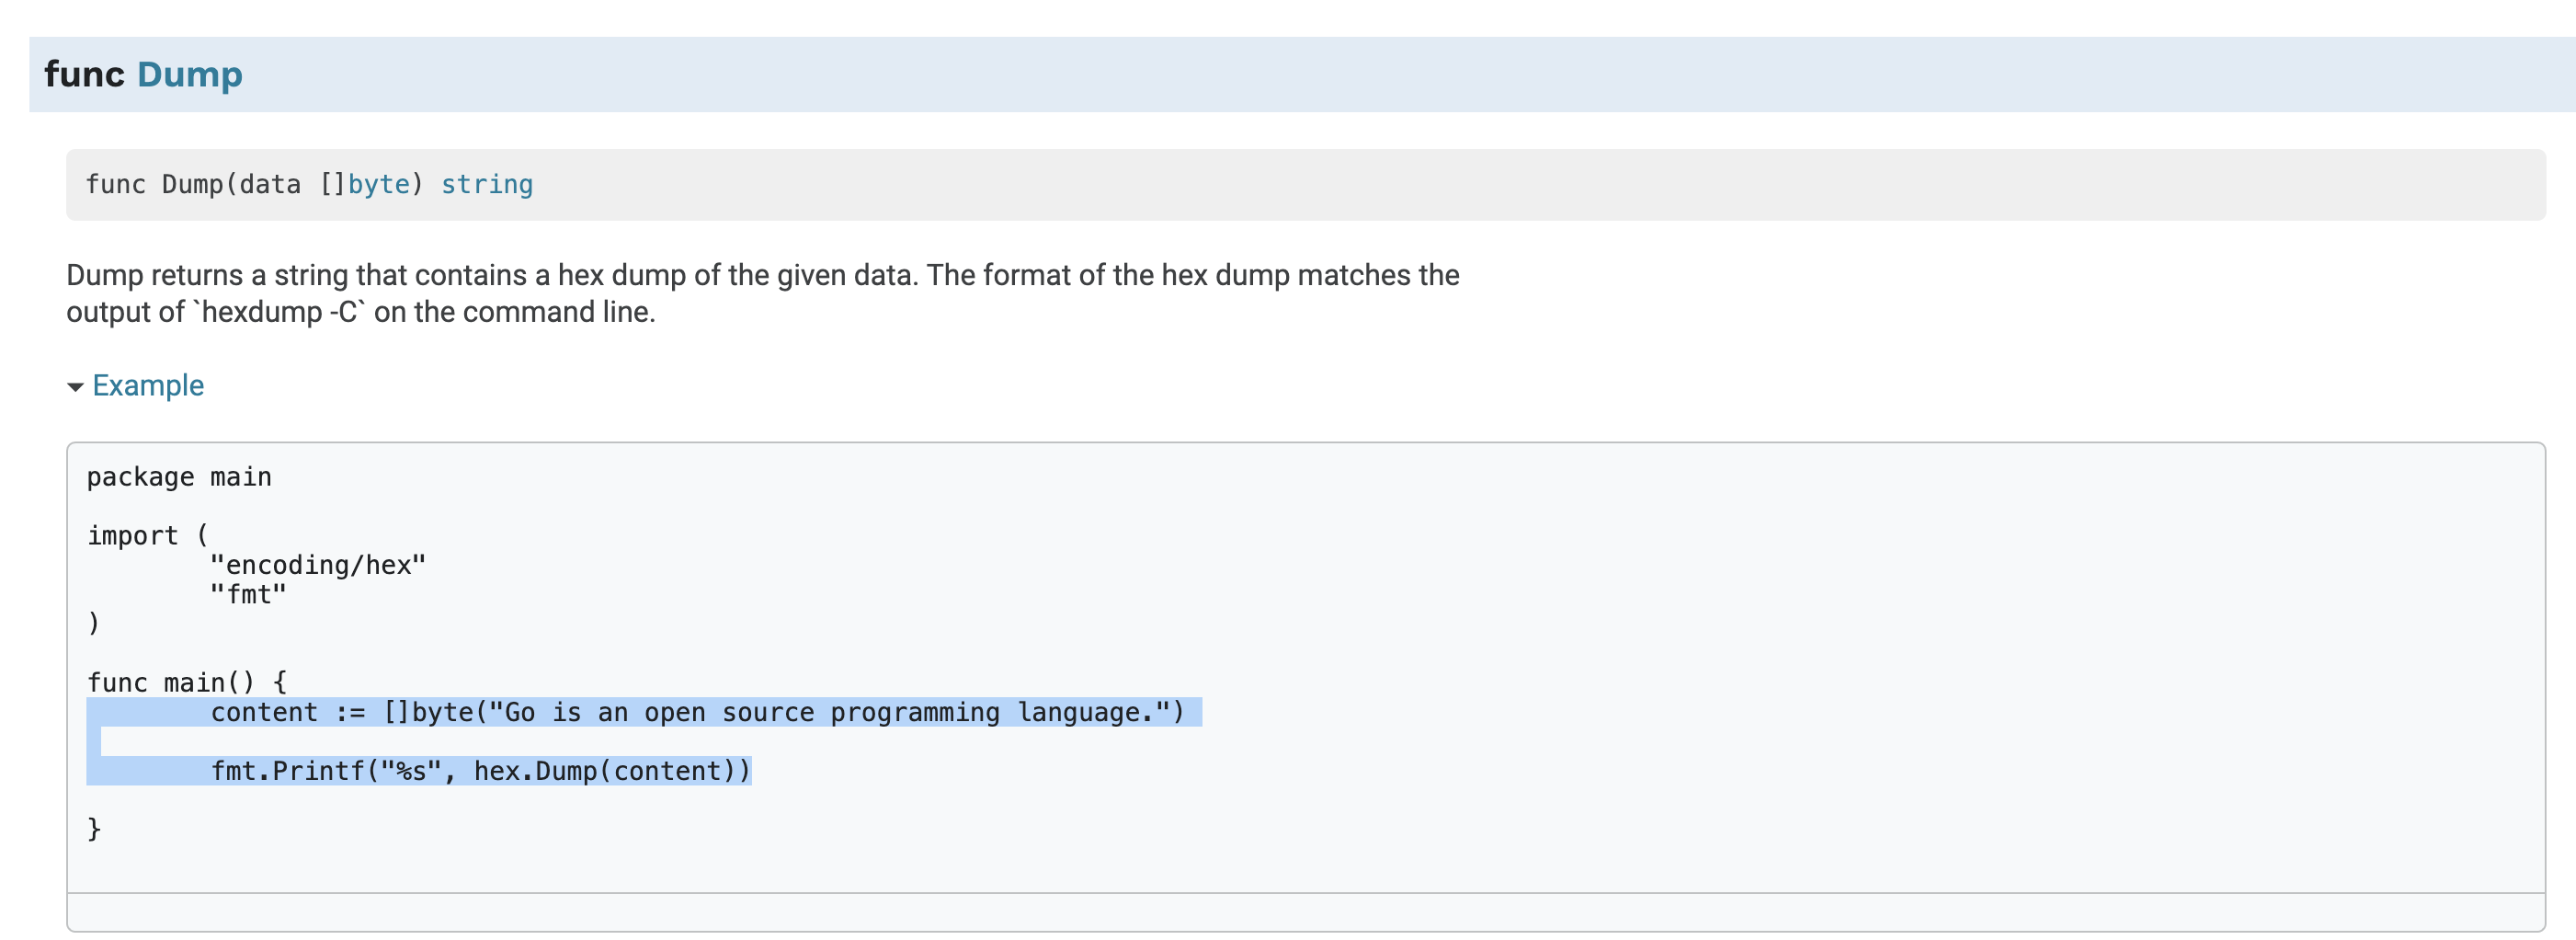 func Dump
func Dump(data []byte) string
Dump returns a string that contains a hex dump of the given data. The format of the hex dump matches the
output of `hexdump -C` on the command line.
Example
package main
import (
"encoding/hex"
"fmt"
)
func main() {
content := []byte("Go is an open source programming language.")
fmt.Printf("%s", hex.Dump(content))
}